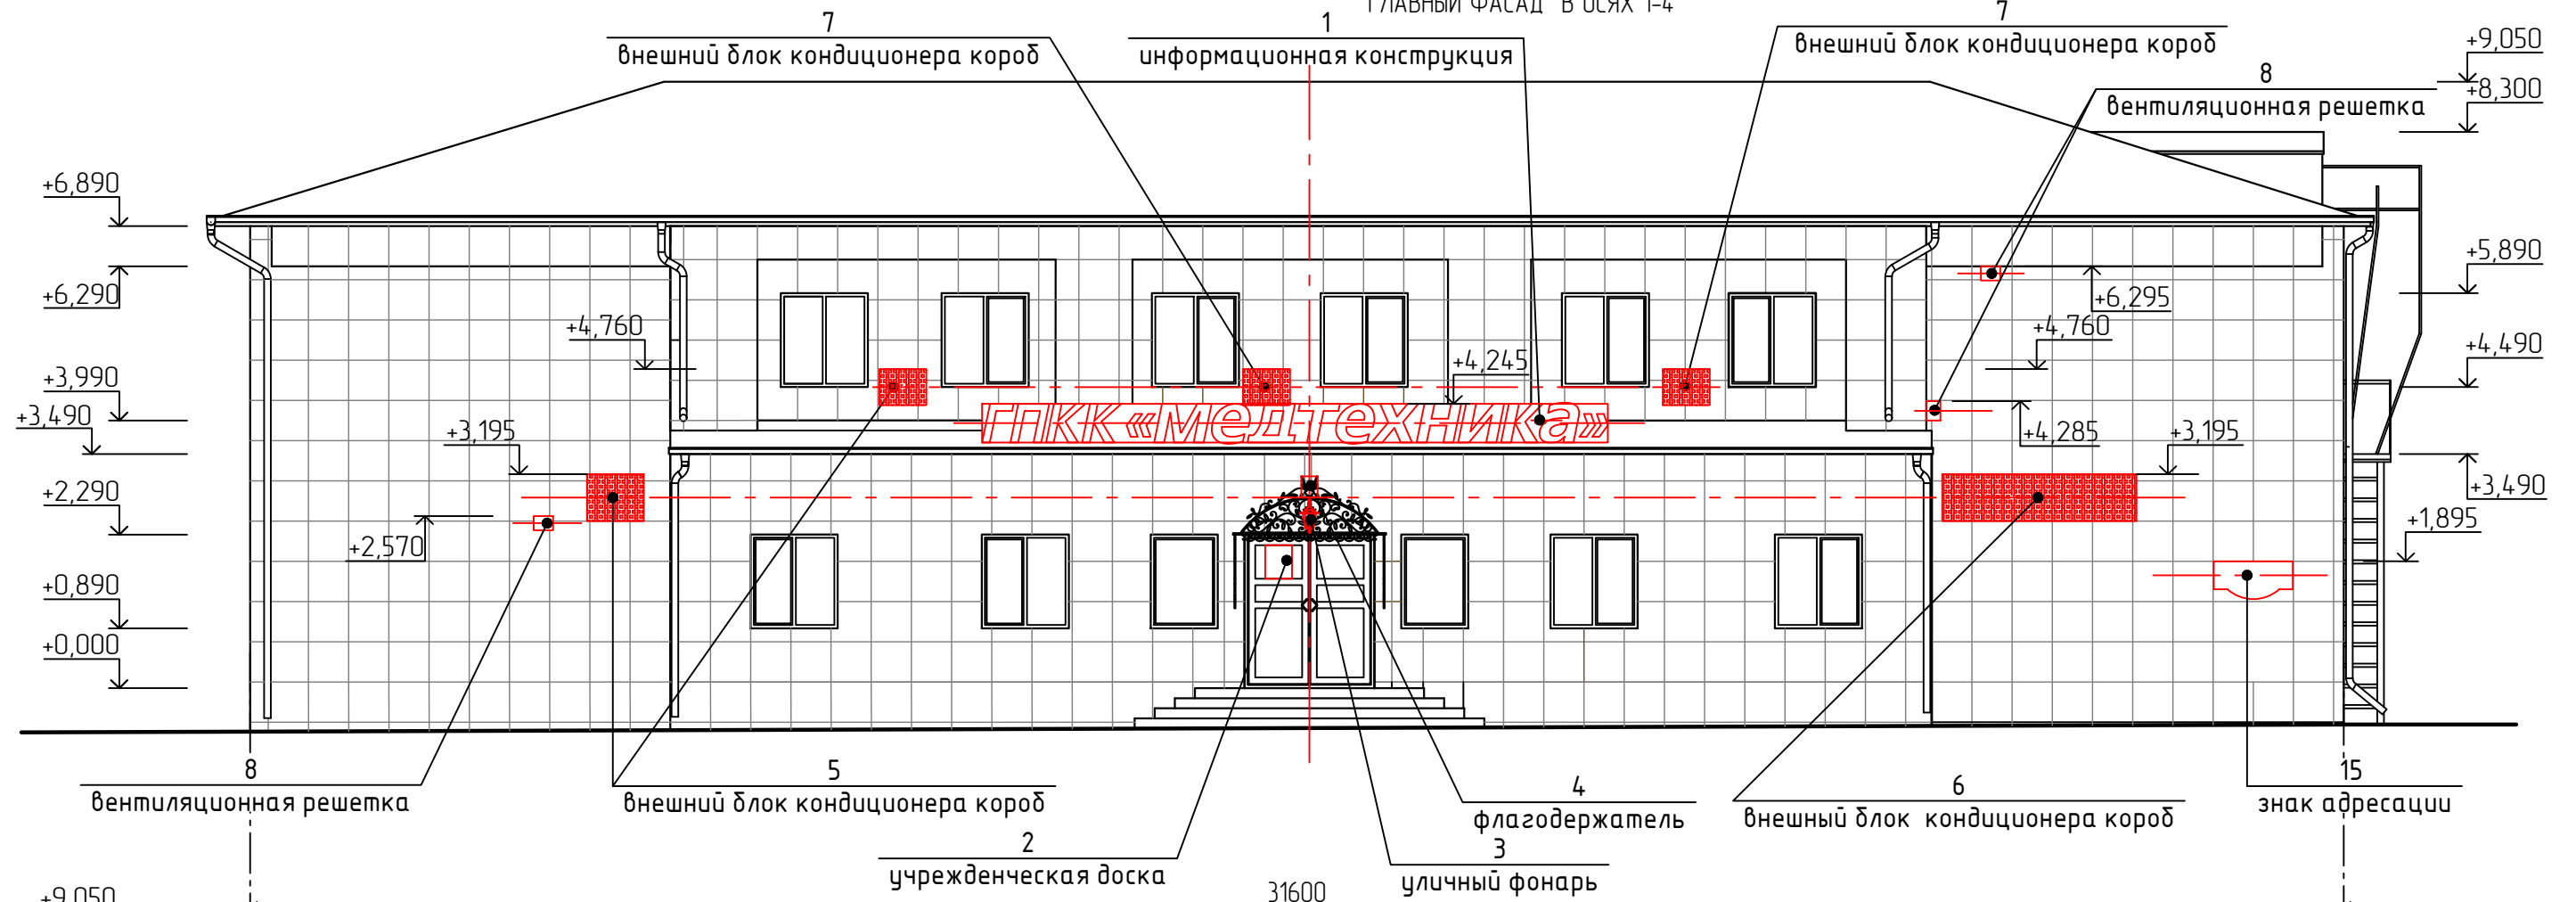 ГЛАВНЫЙ ФАСАД В ОСЯХ 1-4
7
внешний блок кондиционера короб
1
информационная конструкция
7
внешний блок кондиционера короб
8
вентиляционная решетка
+9,050
+8,300
+6,890
+6,290
+5,890
+6,295
+4,760
+4,760
+4,490
+4,245
+3,990
+3,490
ГПКК «Медтехника»
+4,285
+3,195
+3,195
+3,490
+2,290
+2,570
+1,895
+0,890
+0,000
8
вентиляционная решетка
5
внешний блок кондиционера короб
4
флагодержатель
6
внешный блок кондиционера короб
15
знак адресации
2
учрежденческая доска
3
уличный фонарь
31600
+9,050